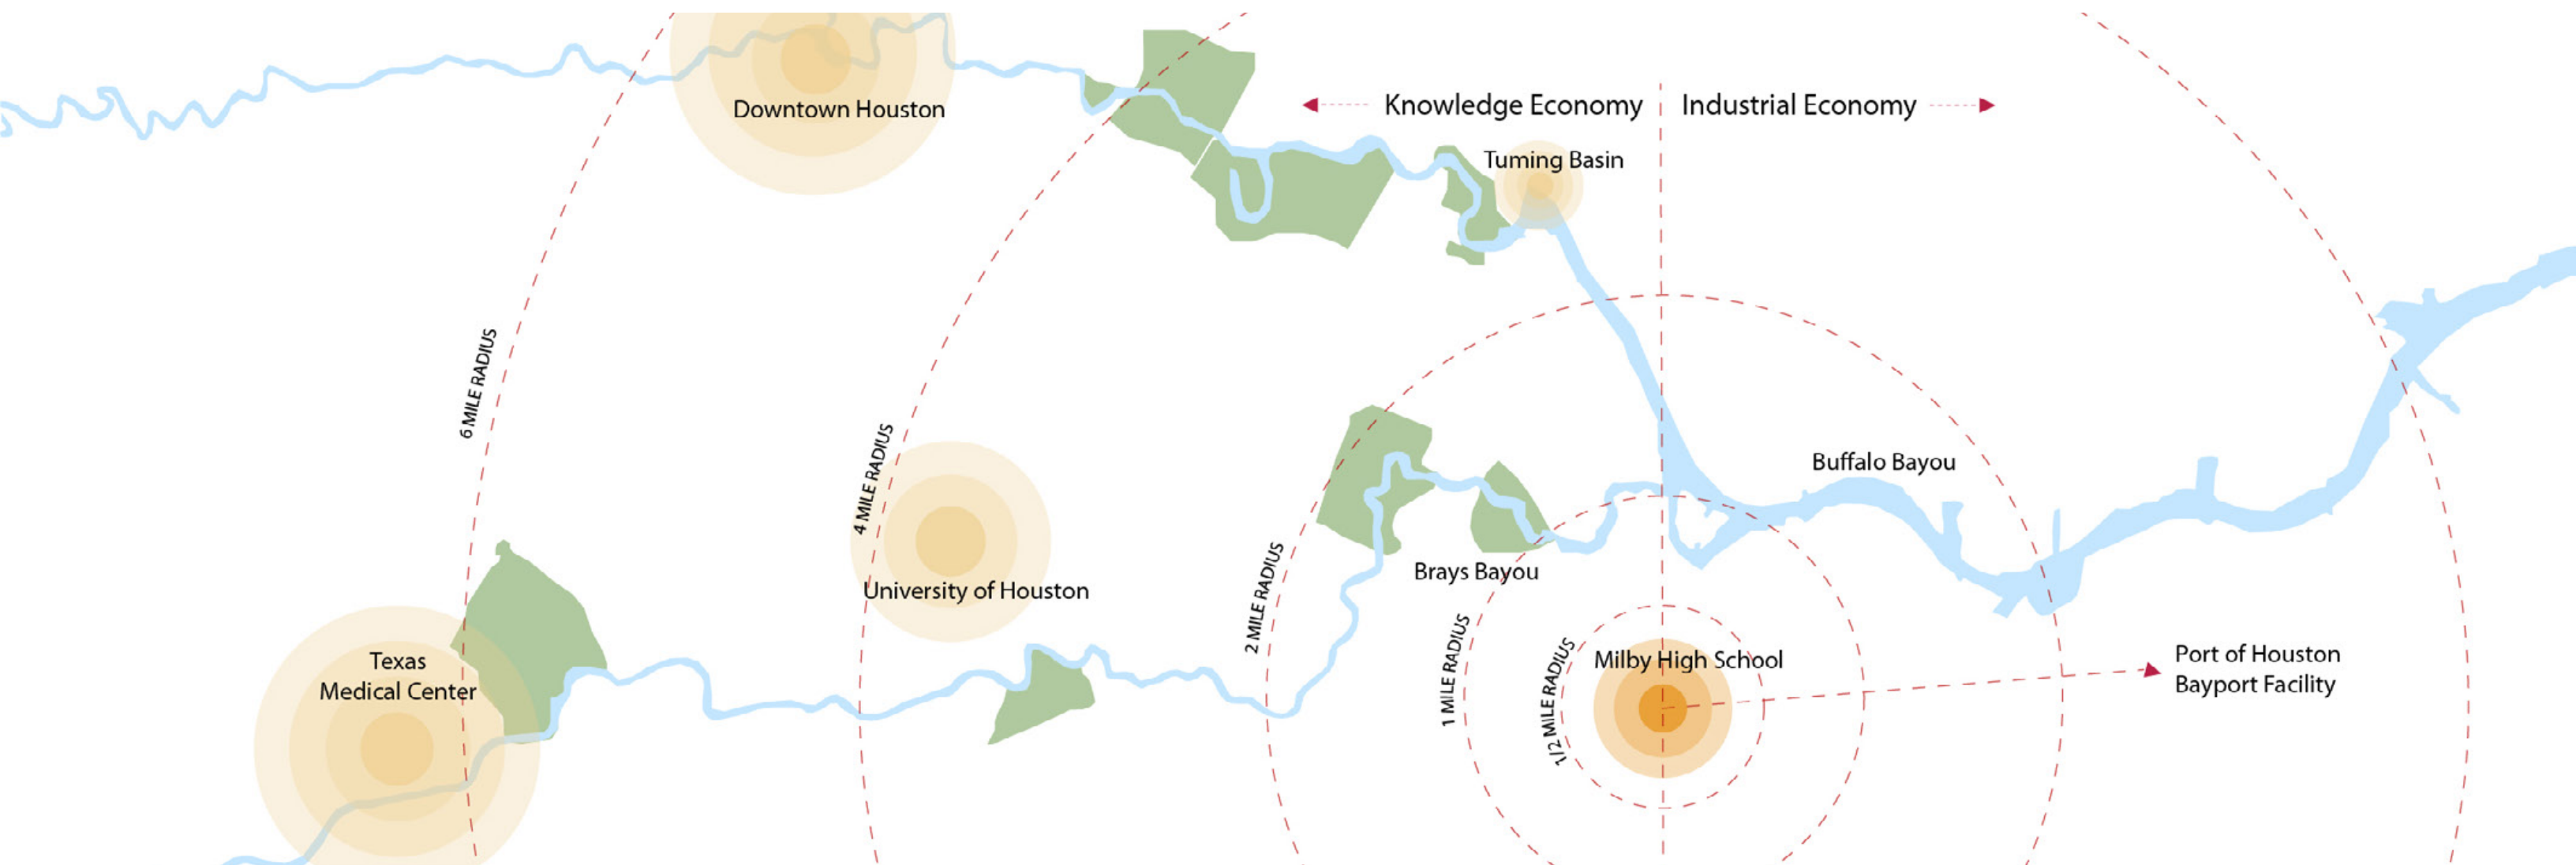 Downtown Houston
Knowledge Economy
Industrial Economy
Tuming Basin
6 MILE RADIUS
4 MILE RADIUS
Buffalo Bayou
2 MILE RADIUS
Brays Bayou
University of Houston
1 MILE RADIUS
1/2 MILE RADIUS
Texas
Medical Center
Milby High School
Port of Houston
Bayport Facility